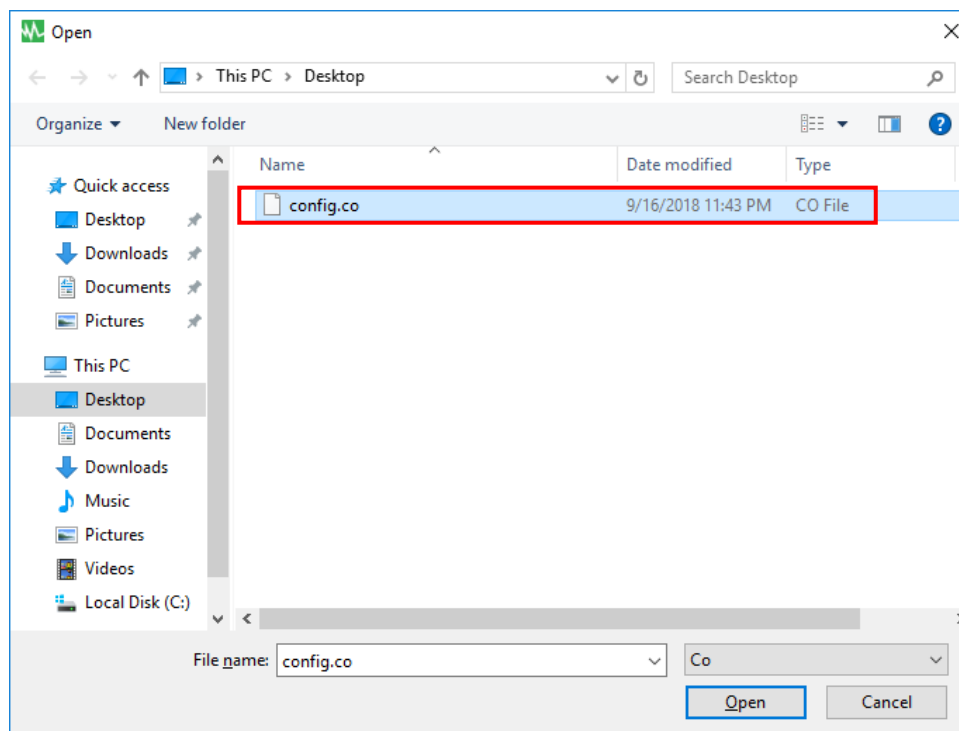 Open
This PC > Desktop
Search Desktop
Organize
New folder
Name
Date modified
Type
config.co
9/16/2018 11:43 PM
CO File
Quick access
Desktop
Downloads
Documents
Pictures
This PC
Desktop
Documents
Downloads
Music
Pictures
Videos
Local Disk (C:)
File name:
config.co
Co
Open
Cancel